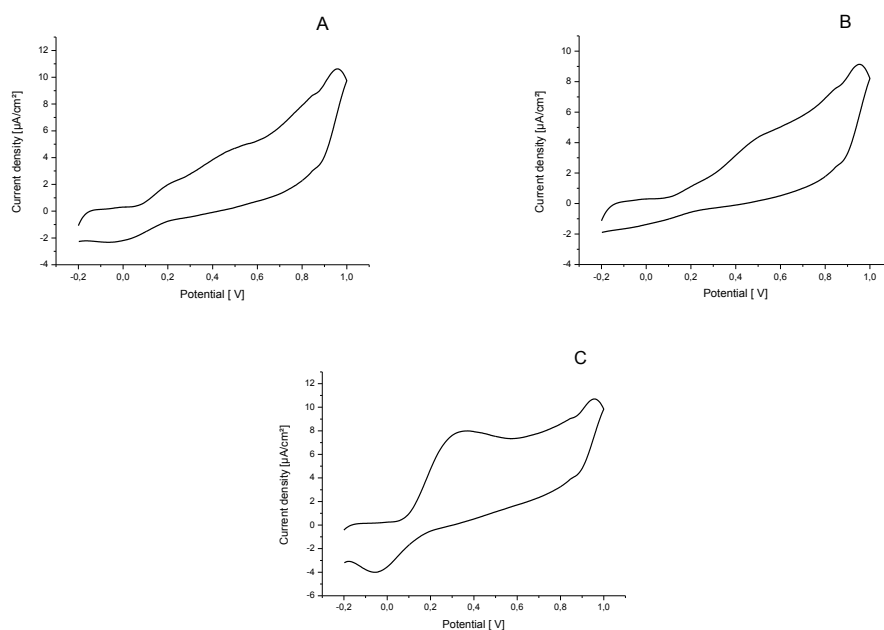 A
Current density [µA/cm²]
12
10
8
6
4
2
0
-2
-4
-0,2 0,0 0,2 0,4 0,6 0,8 1,0
Potential [ V]
B
Current density [µA/cm²]
10
8
6
4
2
0
-2
-4
-0,2 0,0 0,2 0,4 0,6 0,8 1,0
Potential [ V]
C
Current density [µA/cm²]
12
10
8
6
4
2
0
-2
-4
-6
-0,2 0,0 0,2 0,4 0,6 0,8 1,0
Potential [ V]